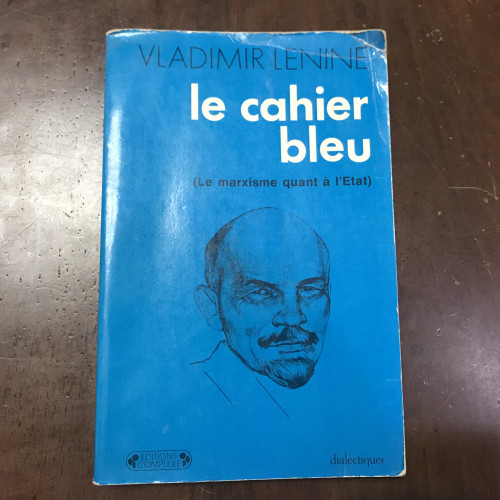 VLADIMIR LENINE
le cahier
bleu
(Le marxisme quant à l'Etat)
EDITIONS
COMPLEXE
dialectiques